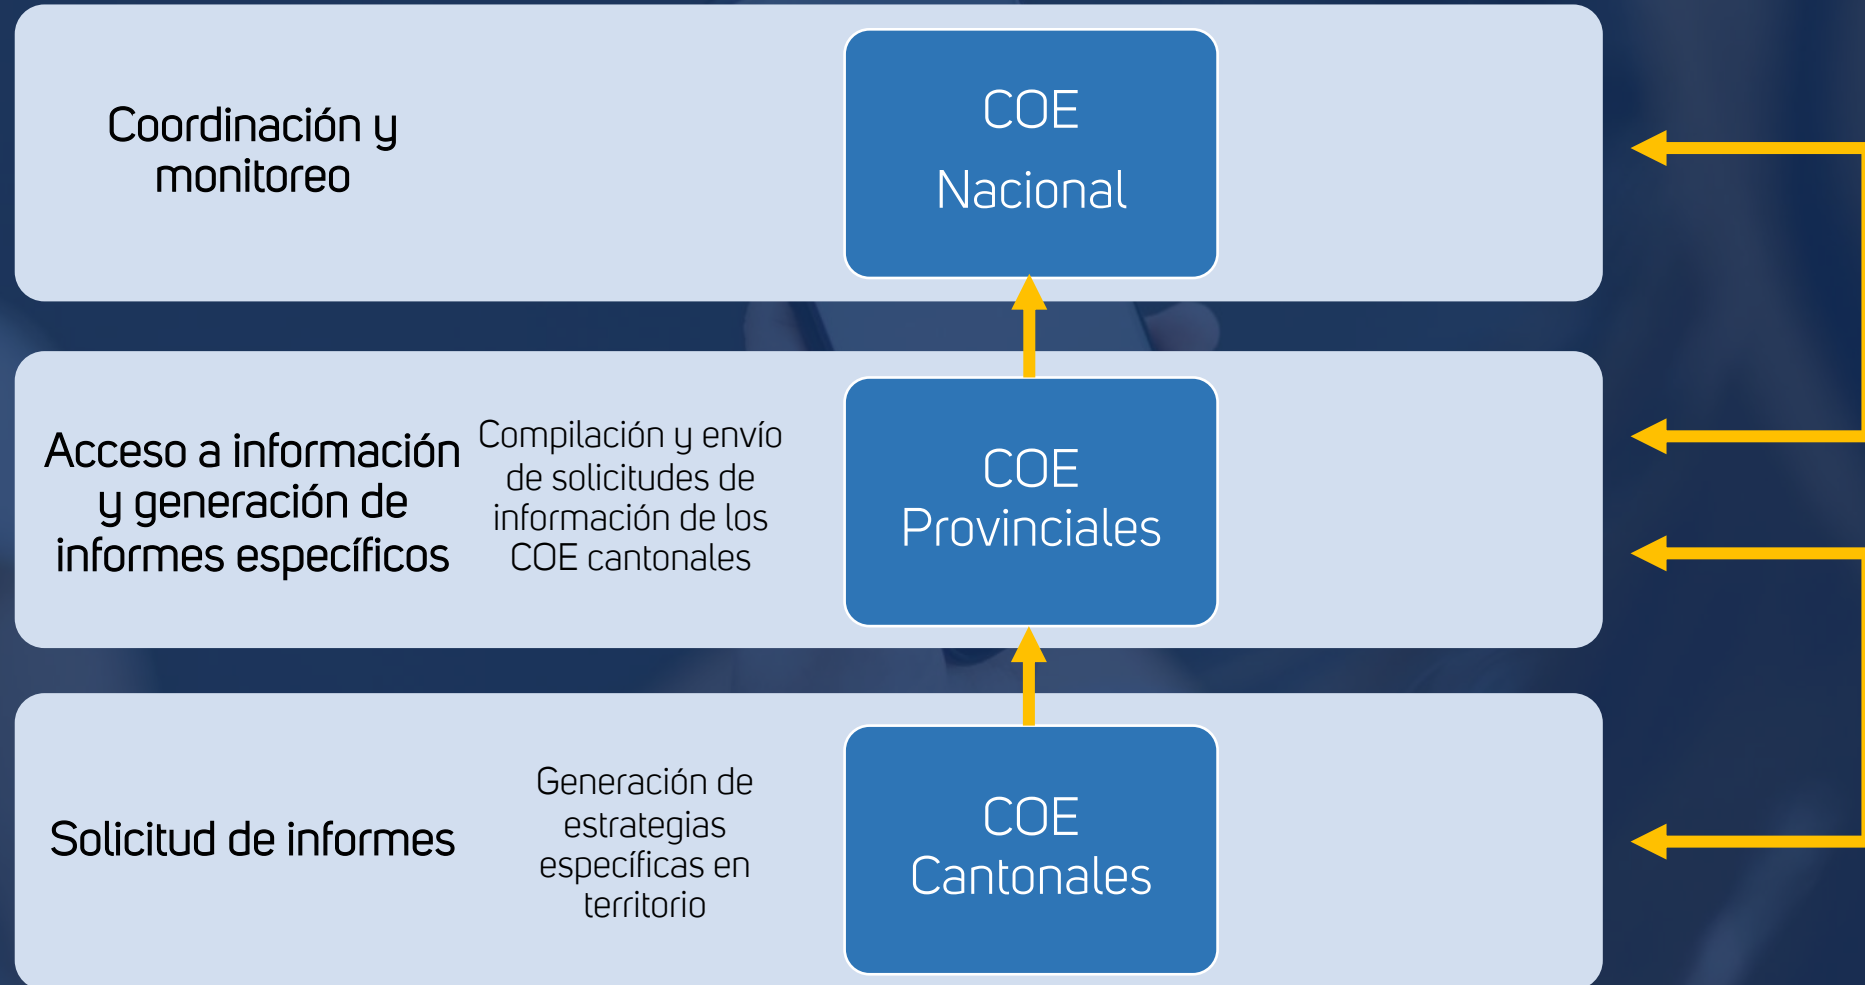 Coordinación y
monitoreo
COE
Nacional
Acceso a información
y generación de
informes específicos
Compilación y envío
de solicitudes de
información de los
COE cantonales
COE
Provinciales
Solicitud de informes
Generación de
estrategias
específicas en
territorio
COE
Cantonales